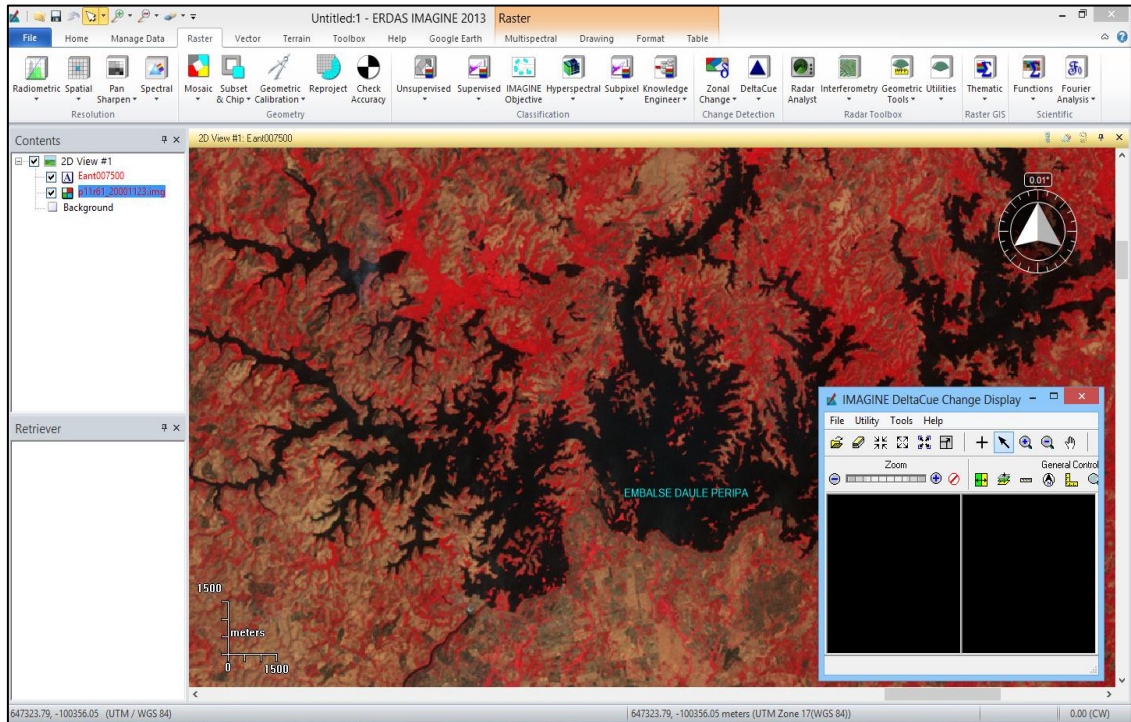 Untitled:1 - ERDAS IMAGINE 2013
Raster
File Home Manage Data Raster Vector Terrain Toolbox Help Google Earth Multispectral Drawing Format Table
Radiometric Spatial Pan Sharpen Spectral
Resolution
Mosaic Subset & Chip Geometric Calibration Reproject Check Accuracy
Geometry
Unsupervised Supervised IMAGINE Objective Hyperspectral Subpixel Knowledge Engineer
Classification
Zonal Change DeltaCue
Change Detection
Radar Analyst Interferometry Geometric Tools Utilities
Radar Toolbox
Thematic
Raster GIS
Functions Fourier Analysis
Scientific
Contents
2D View #1
Eant007500
p11r61_20001123.img
Background
Retriever
2D View #1: Eant007500
0.01°
EMBALSE DAULE PERIPA
1500
meters
0 1500
IMAGINE DeltaCue Change Display
File Utility Tools Help
Zoom
General Contro
647323.79, -100356.05 (UTM / WGS 84)
647323.79, -100356.05 meters (UTM Zone 17(WGS 84))
0.00 (CW)